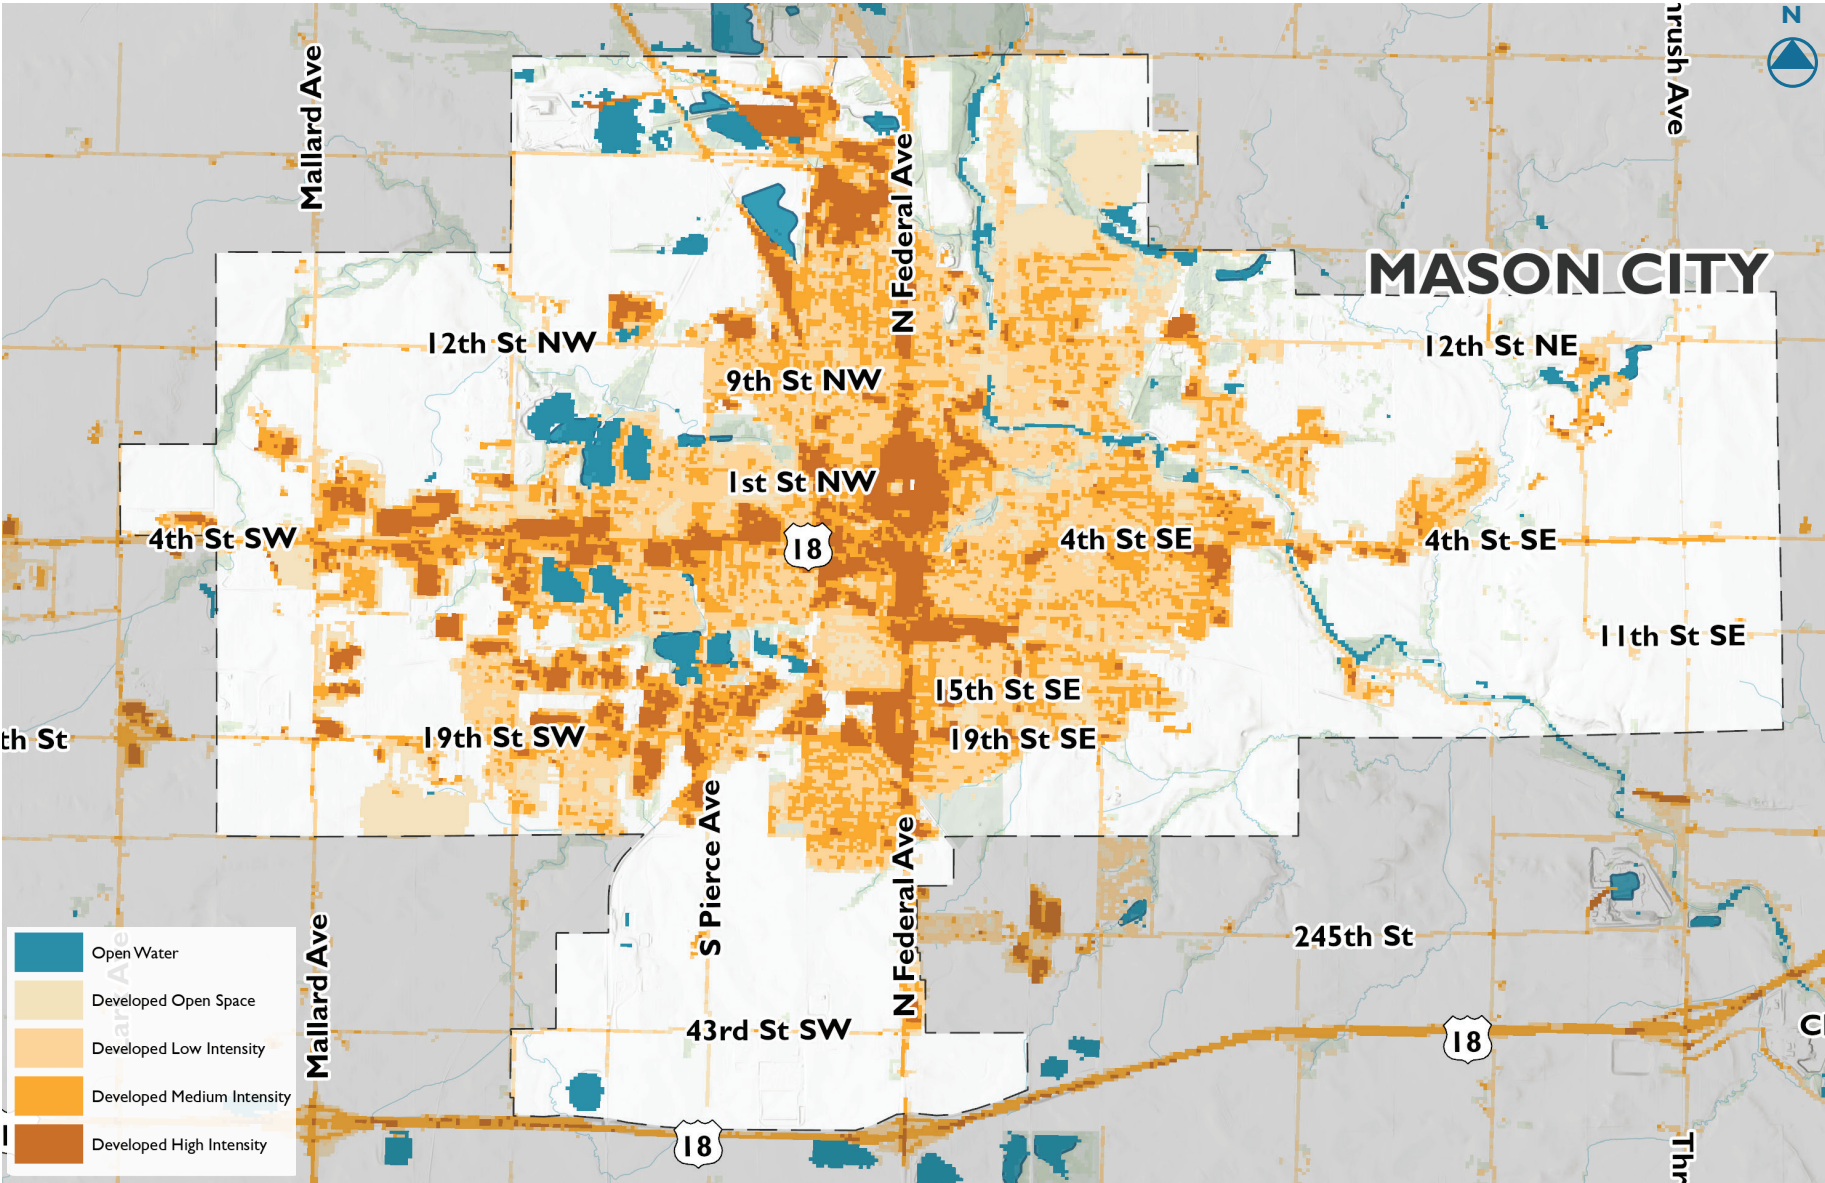 N
Mallard Ave
nrush Ave
N Federal Ave
MASON CITY
12th St NW
12th St NE
9th St NW
1st St NW
4th St SW
18
4th St SE
4th St SE
11th St SE
15th St SE
19th St SW
19th St SE
th St
S Pierce Ave
N Federal Ave
Mallard Ave
245th St
43rd St SW
18
18
Thr
Open Water
Developed Open Space
Developed Low Intensity
Developed Medium Intensity
Developed High Intensity